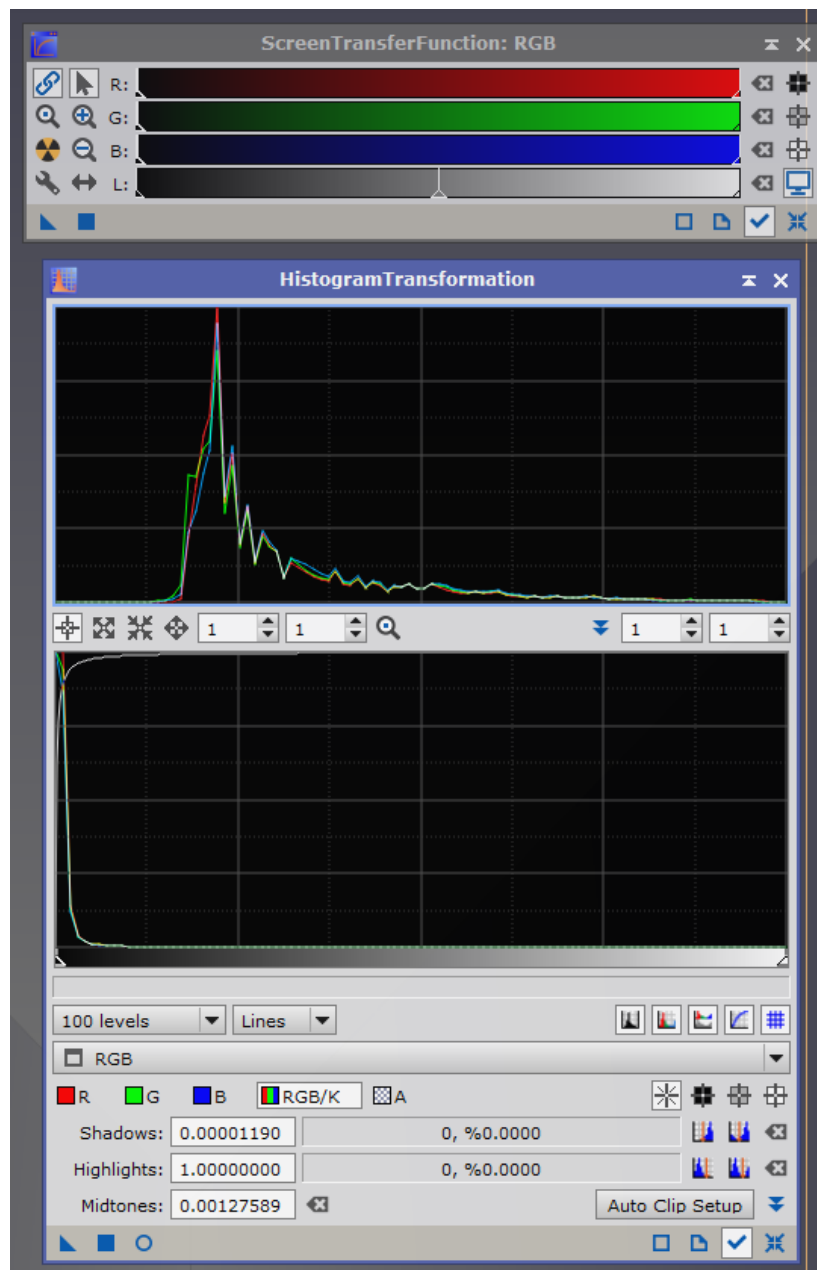 ScreenTransferFunction: RGB
R:
G:
B:
L:
HistogramTransformation
1 1 1 1
100 levels Lines
RGB
R G B RGB/K A
Shadows: 0.00001190 0, %0.0000
Highlights: 1.00000000 0, %0.0000
Midtones: 0.00127589 Auto Clip Setup